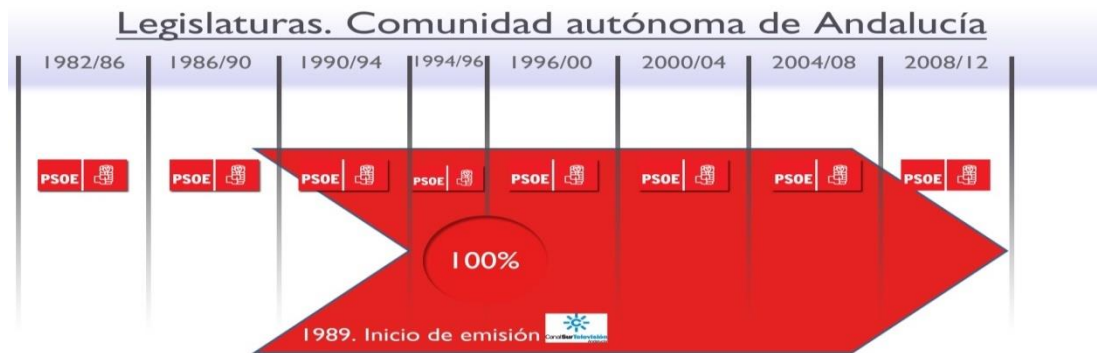 Legislaturas. Comunidad autónoma de Andalucía
1982/86 1986/90 1990/94 1994/96 1996/00 2000/04 2004/08 2008/12
PSOE PSOE PSOE PSOE PSOE PSOE PSOE PSOE
100%
1989. Inicio de emisión CanalSurTelevisión